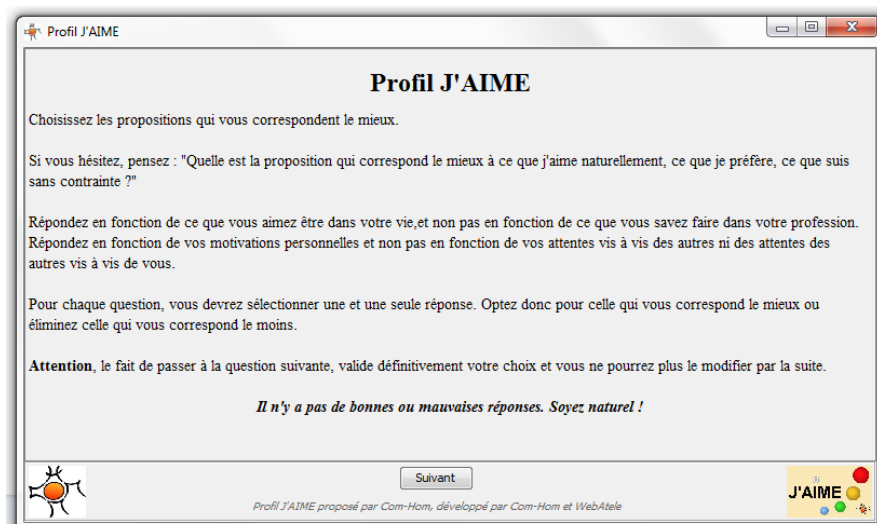 Profil J'AIME
Profil J'AIME
Choisissez les propositions qui vous correspondent le mieux.
Si vous hésitez, pensez : "Quelle est la proposition qui correspond le mieux à ce que j'aime naturellement, ce que je préfère, ce que suis
sans contrainte ?"
Répondez en fonction de ce que vous aimez être dans votre vie,et non pas en fonction de ce que vous savez faire dans votre profession.
Répondez en fonction de vos motivations personnelles et non pas en fonction de vos attentes vis à vis des autres ni des attentes des
autres vis à vis de vous.
Pour chaque question, vous devrez sélectionner une et une seule réponse. Optez donc pour celle qui vous correspond le mieux ou
éliminez celle qui vous correspond le moins.
Attention, le fait de passer à la question suivante, valide définitivement votre choix et vous ne pourrez plus le modifier par la suite.
Il n'y a pas de bonnes ou mauvaises réponses. Soyez naturel !
Suivant
Profil J'AIME proposé par Com-Hom, développé par Com-Hom et WebAtele
J'AIME